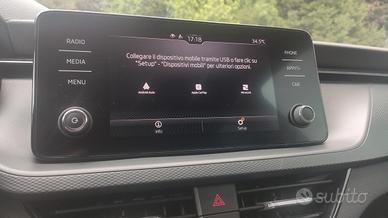 RADIO
17:18
34.5°C
PHONE
Collegare il dispositivo mobile tramite USB o fare clic su
"Setup" - "Dispositivi mobili" per ulteriori opzioni.
MEDIA
APPS
MENU
CAR
Android Auto
Apple CarPlay
Info
Setup
subito